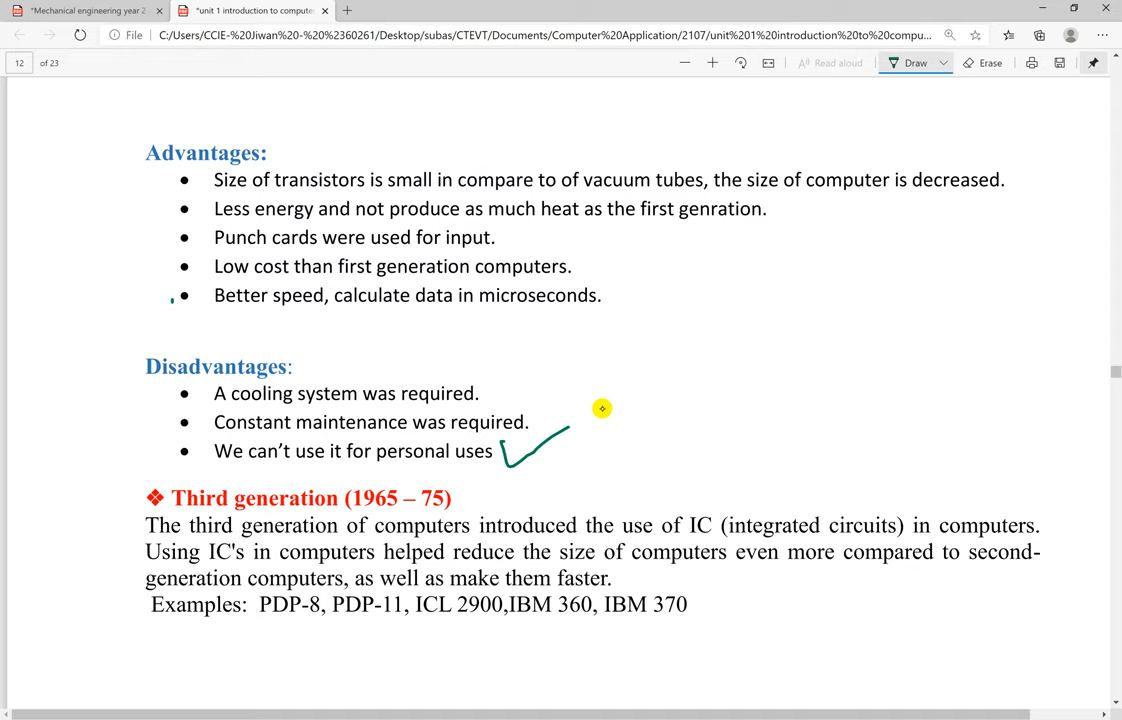 "Mechanical engineering year 2
"unit 1 introduction to compute
File
C:/Users/CCIE-%20Jiwan%20-%20%2360261/Desktop/subas/CTEVT/Documents/Computer%20Application/2107/unit%201%20introduction%20to%20compu...
12 of 23
Read aloud
Draw
Erase
Advantages:
• Size of transistors is small in compare to of vacuum tubes, the size of computer is decreased.
• Less energy and not produce as much heat as the first genration.
• Punch cards were used for input.
• Low cost than first generation computers.
• Better speed, calculate data in microseconds.
Disadvantages:
• A cooling system was required.
• Constant maintenance was required.
• We can’t use it for personal uses
❖ Third generation (1965 – 75)
The third generation of computers introduced the use of IC (integrated circuits) in computers.
Using IC's in computers helped reduce the size of computers even more compared to second-
generation computers, as well as make them faster.
Examples: PDP-8, PDP-11, ICL 2900,IBM 360, IBM 370